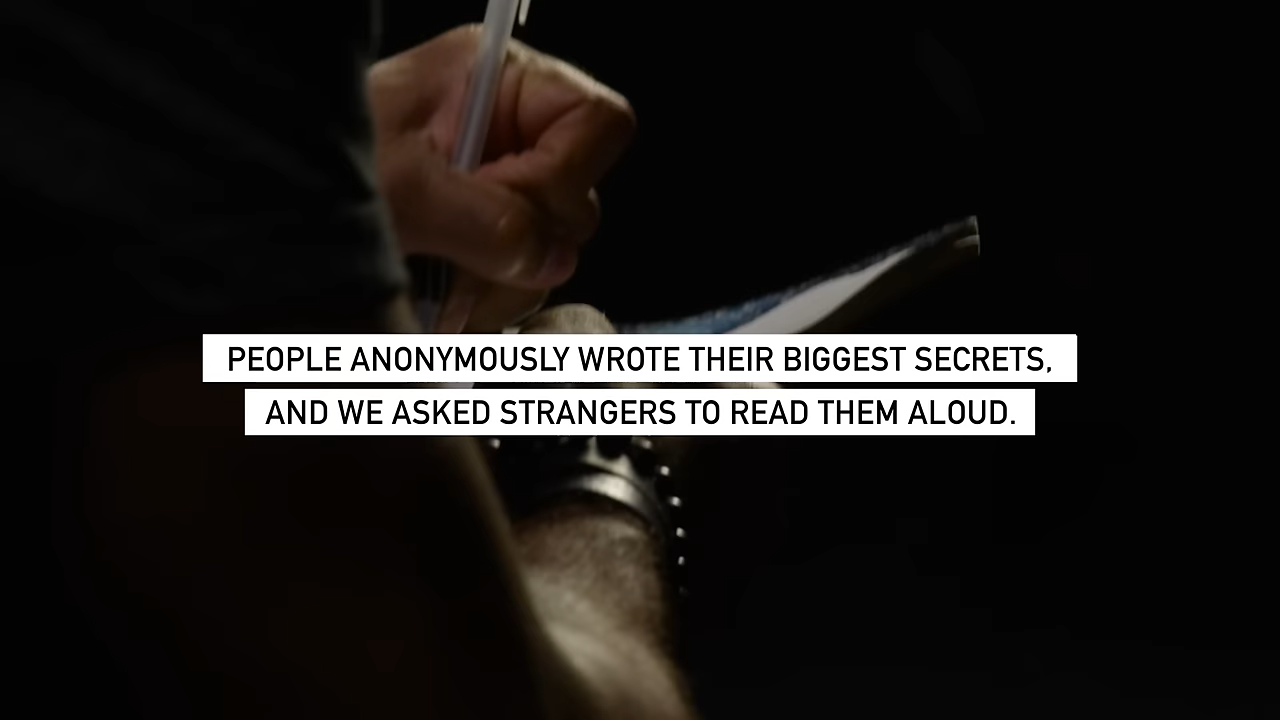 PEOPLE ANONYMOUSLY WROTE THEIR BIGGEST SECRETS,
AND WE ASKED STRANGERS TO READ THEM ALOUD.